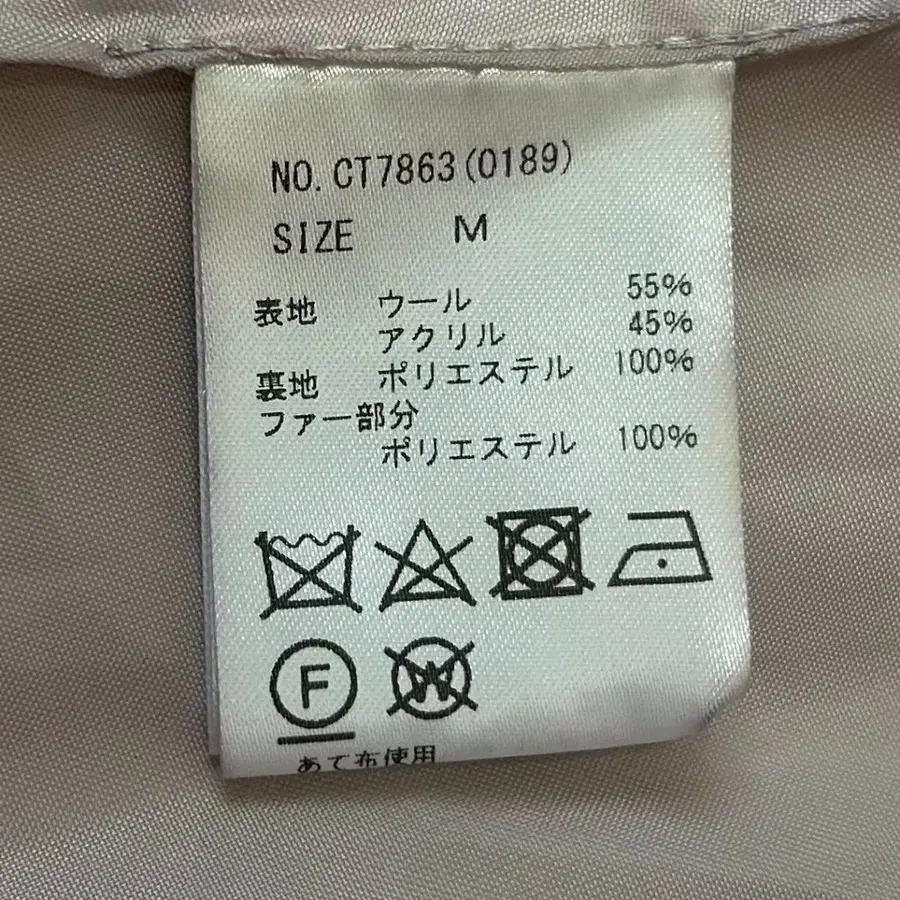 NO. CT7863(0189)
SIZE M
表地 ウール 55%
アクリル 45%
裏地 ポリエステル 100%
ファー部分
ポリエステル 100%
F W
あて布使用